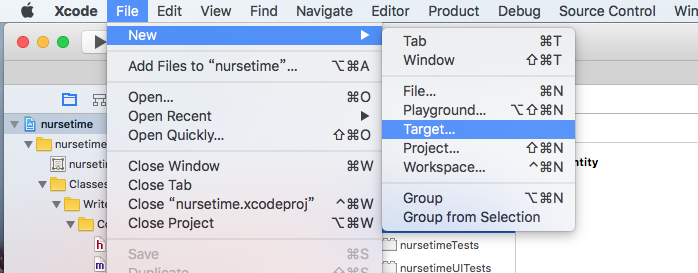 Xcode File Edit View Find Navigate Editor Product Debug Source Control Win
New
Add Files to “nursetime”... ⌥⌘A
Open... ⌘O
Open Recent
Open Quickly... ⇧⌘O
Close Window ⌘W
Close Tab
Close “nursetime.xcodeproj” ^⌘W
Close Project ⌥⌘W
Save ⌘S
Tab ⌘T
Window ⇧⌘T
File... ⌘N
Playground... ⌥⇧⌘N
Target...
Project... ⇧⌘N
Workspace... ^⌘N
Group ⌥⌘N
Group from Selection
nursetime
nursetime
nurseti
Classes
Write
Co
h
m
ntity
nursetimeTests
nursetimeUITests